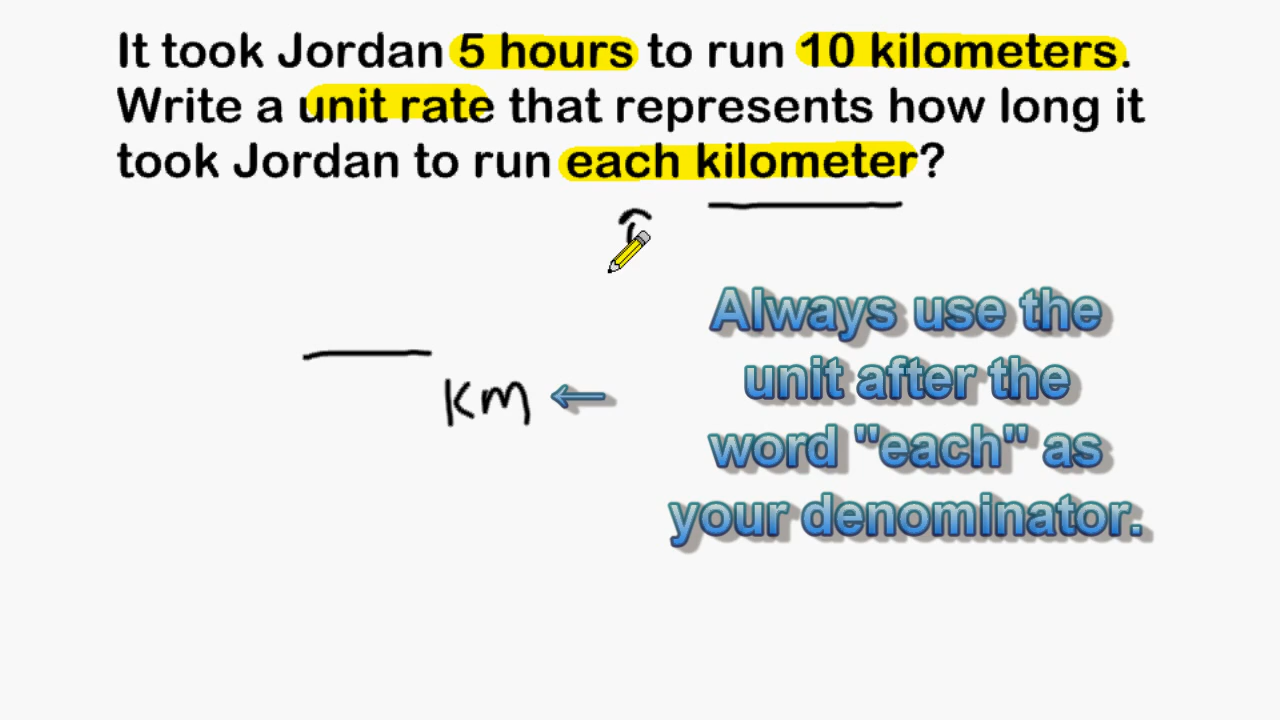 It took Jordan 5 hours to run 10 kilometers.
Write a unit rate that represents how long it
took Jordan to run each kilometer?
Always use the
unit after the
word "each" as
your denominator.
km